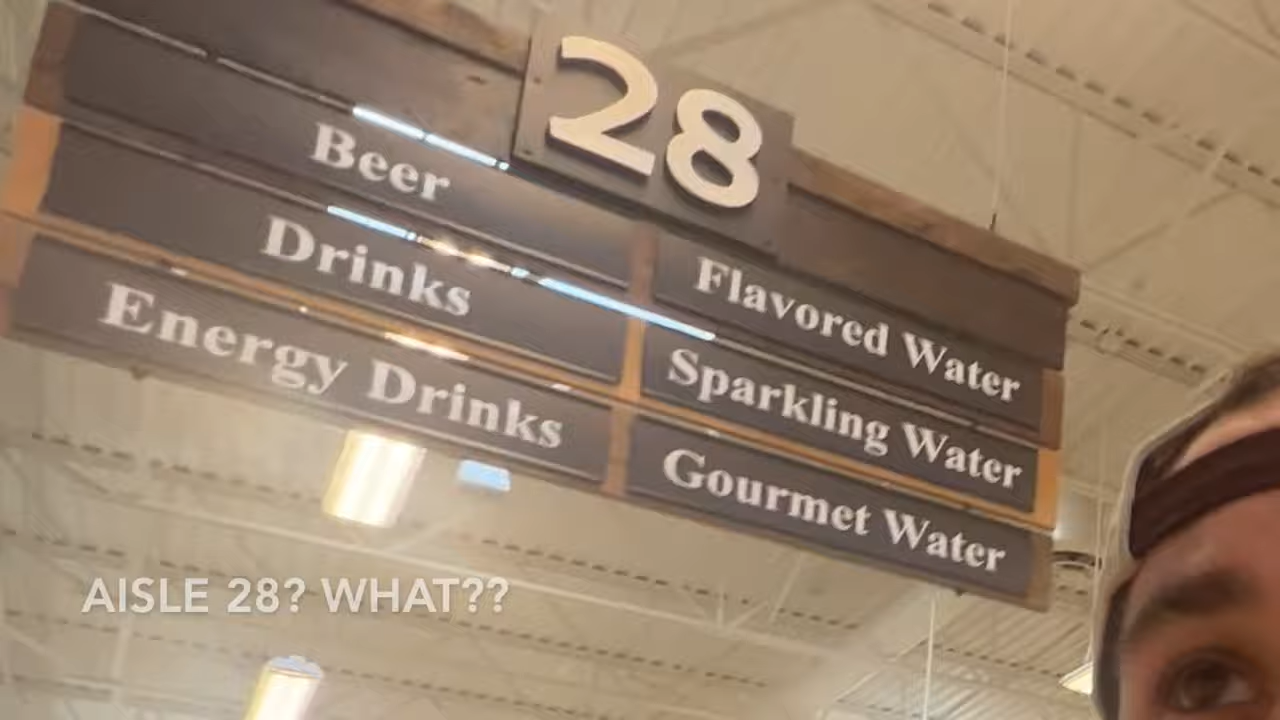 28
Beer
Drinks
Energy Drinks
Flavored Water
Sparkling Water
Gourmet Water
AISLE 28? WHAT??